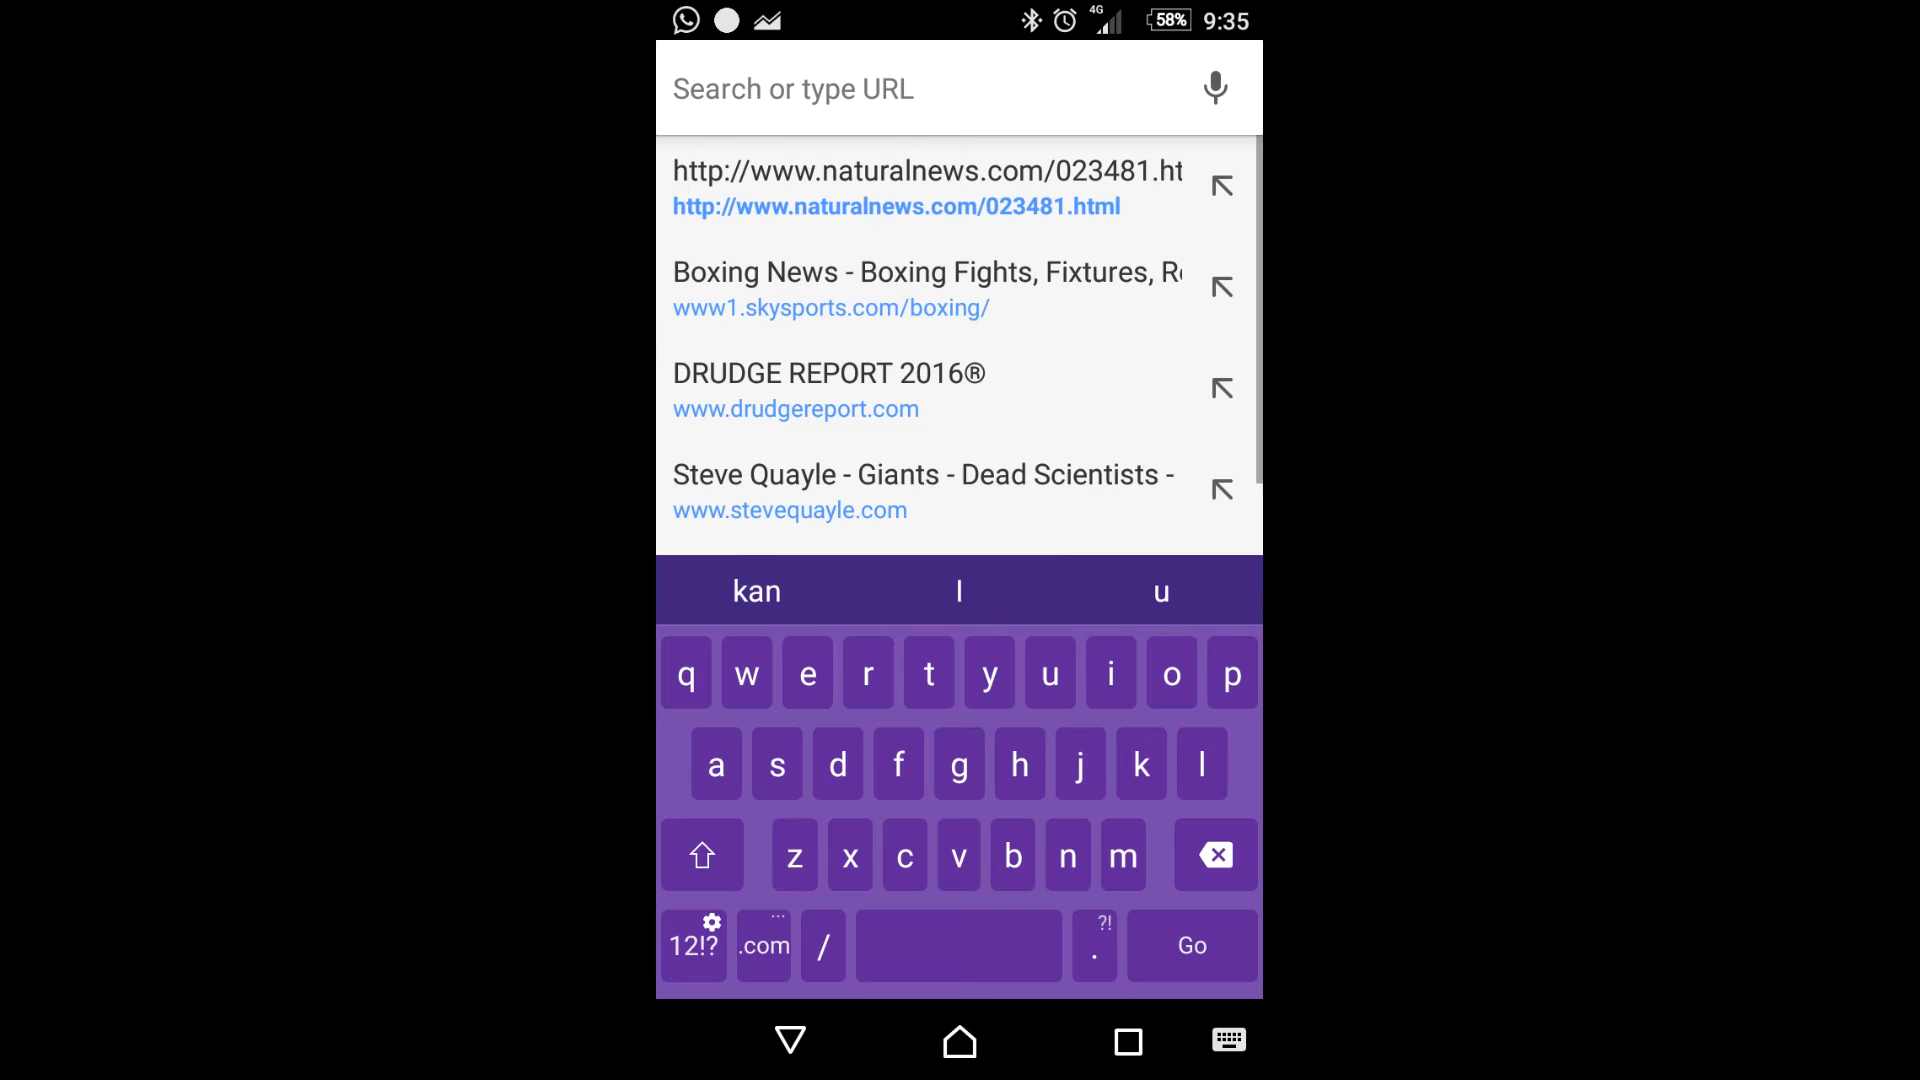 4G 58% 9:35
Search or type URL
http://www.naturalnews.com/023481.ht
http://www.naturalnews.com/023481.html
Boxing News - Boxing Fights, Fixtures, Re
www1.skysports.com/boxing/
DRUDGE REPORT 2016®
www.drudgereport.com
Steve Quayle - Giants - Dead Scientists -
www.stevequayle.com
kan I u
q w e r t y u i o p
a s d f g h j k l
z x c v b n m
12!? .com ... / ?! . Go